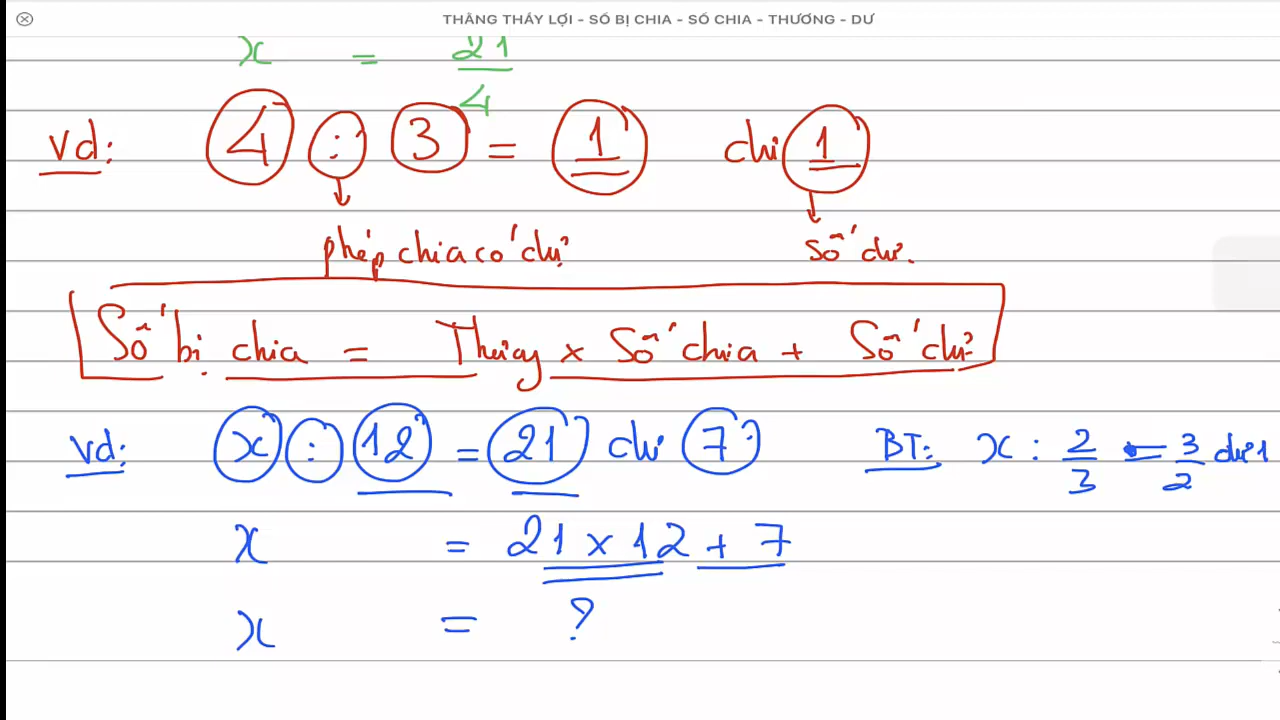 THẰNG THẦY LỢI - SỐ BỊ CHIA - SỐ CHIA - THƯƠNG - DƯ
x = 21/4
vd: 4 : 3 = 1 dư 1
phép chia có dư số dư.
Số bị chia = Thương x Số chia + Số dư
vd: x : 12 = 21 dư 7 BT: x : 2/3 = 3/2 dư 1
x = 21 x 12 + 7
x = ?